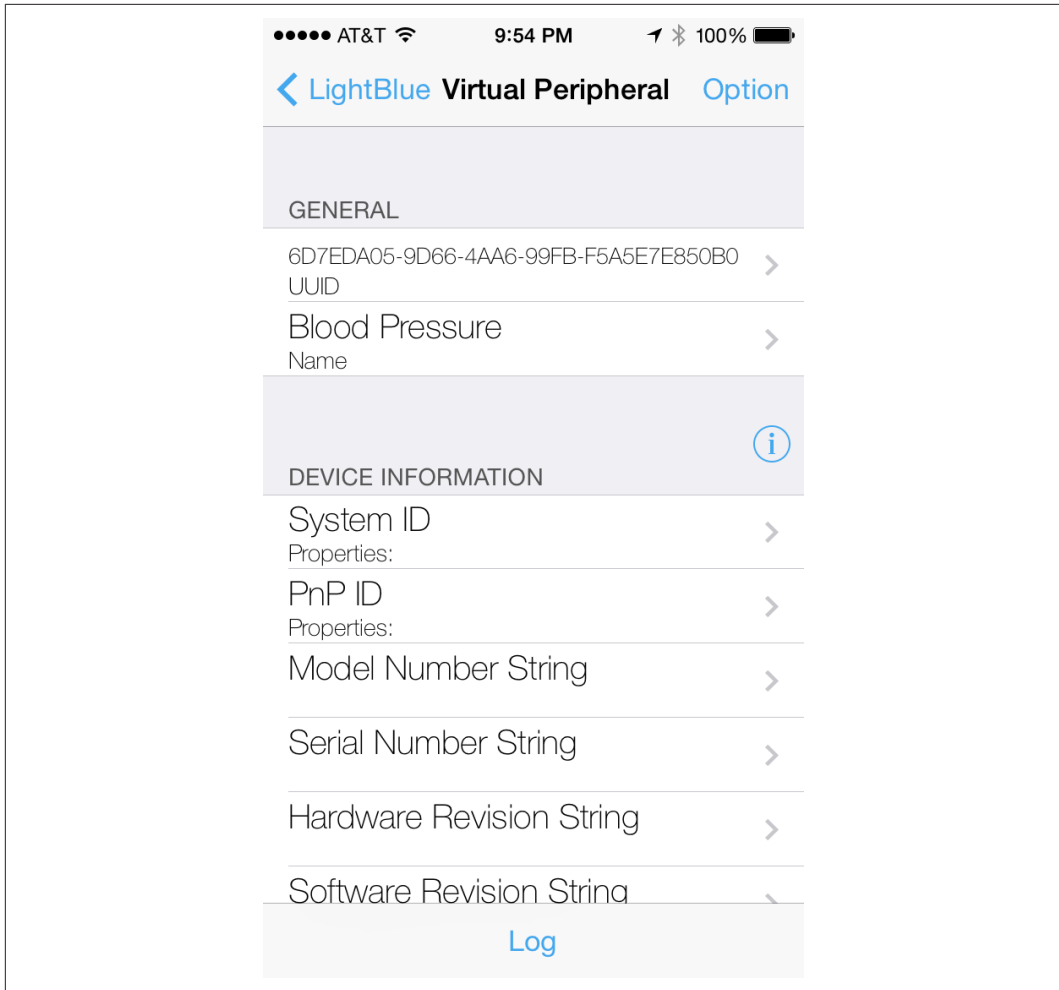 AT&T 9:54 PM 100%
LightBlue Virtual Peripheral Option
GENERAL
6D7EDA05-9D66-4AA6-99FB-F5A5E7E850B0
UUID
Blood Pressure
Name
i
DEVICE INFORMATION
System ID
Properties:
PnP ID
Properties:
Model Number String
Serial Number String
Hardware Revision String
Software Revision String
Log